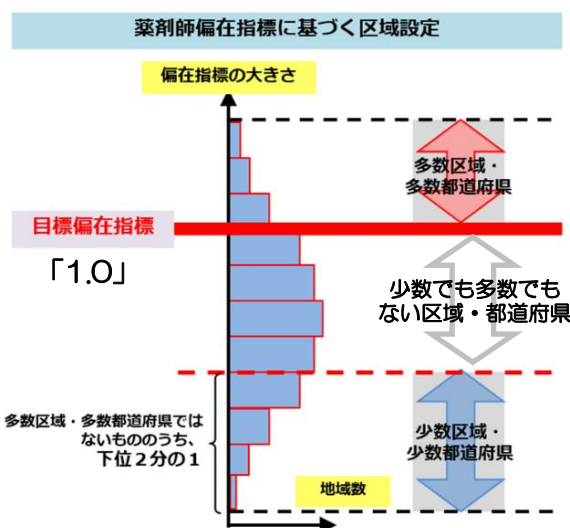 薬剤師偏在指標に基づく区域設定
偏在指標の大きさ
多数区域・
多数都道府県
目標偏在指標
「1.0」
少数でも多数でも
ない区域・都道府県
多数区域・多数都道府県では
ないもののうち、
下位２分の１
少数区域・
少数都道府県
地域数